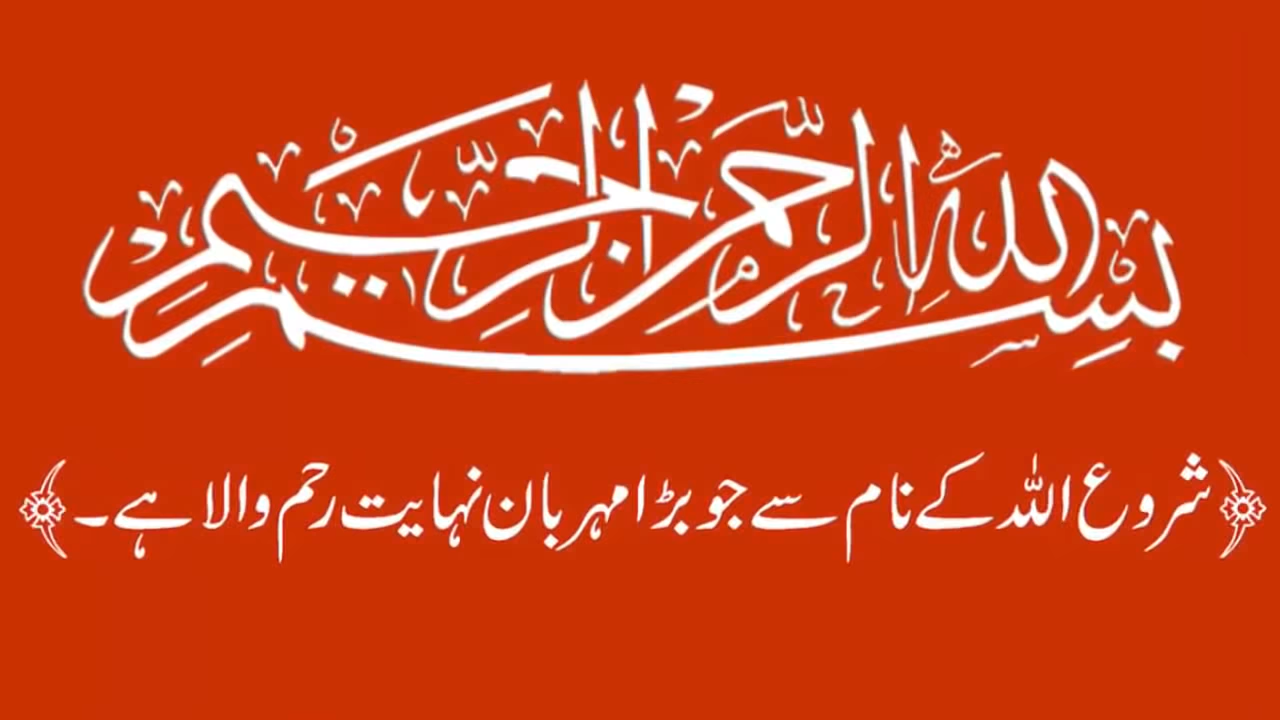 بسم الله الرحمن الرحيم
﴿شروع اللہ کے نام سے جو بڑا مہربان نہایت رحم والا ہے۔﴾